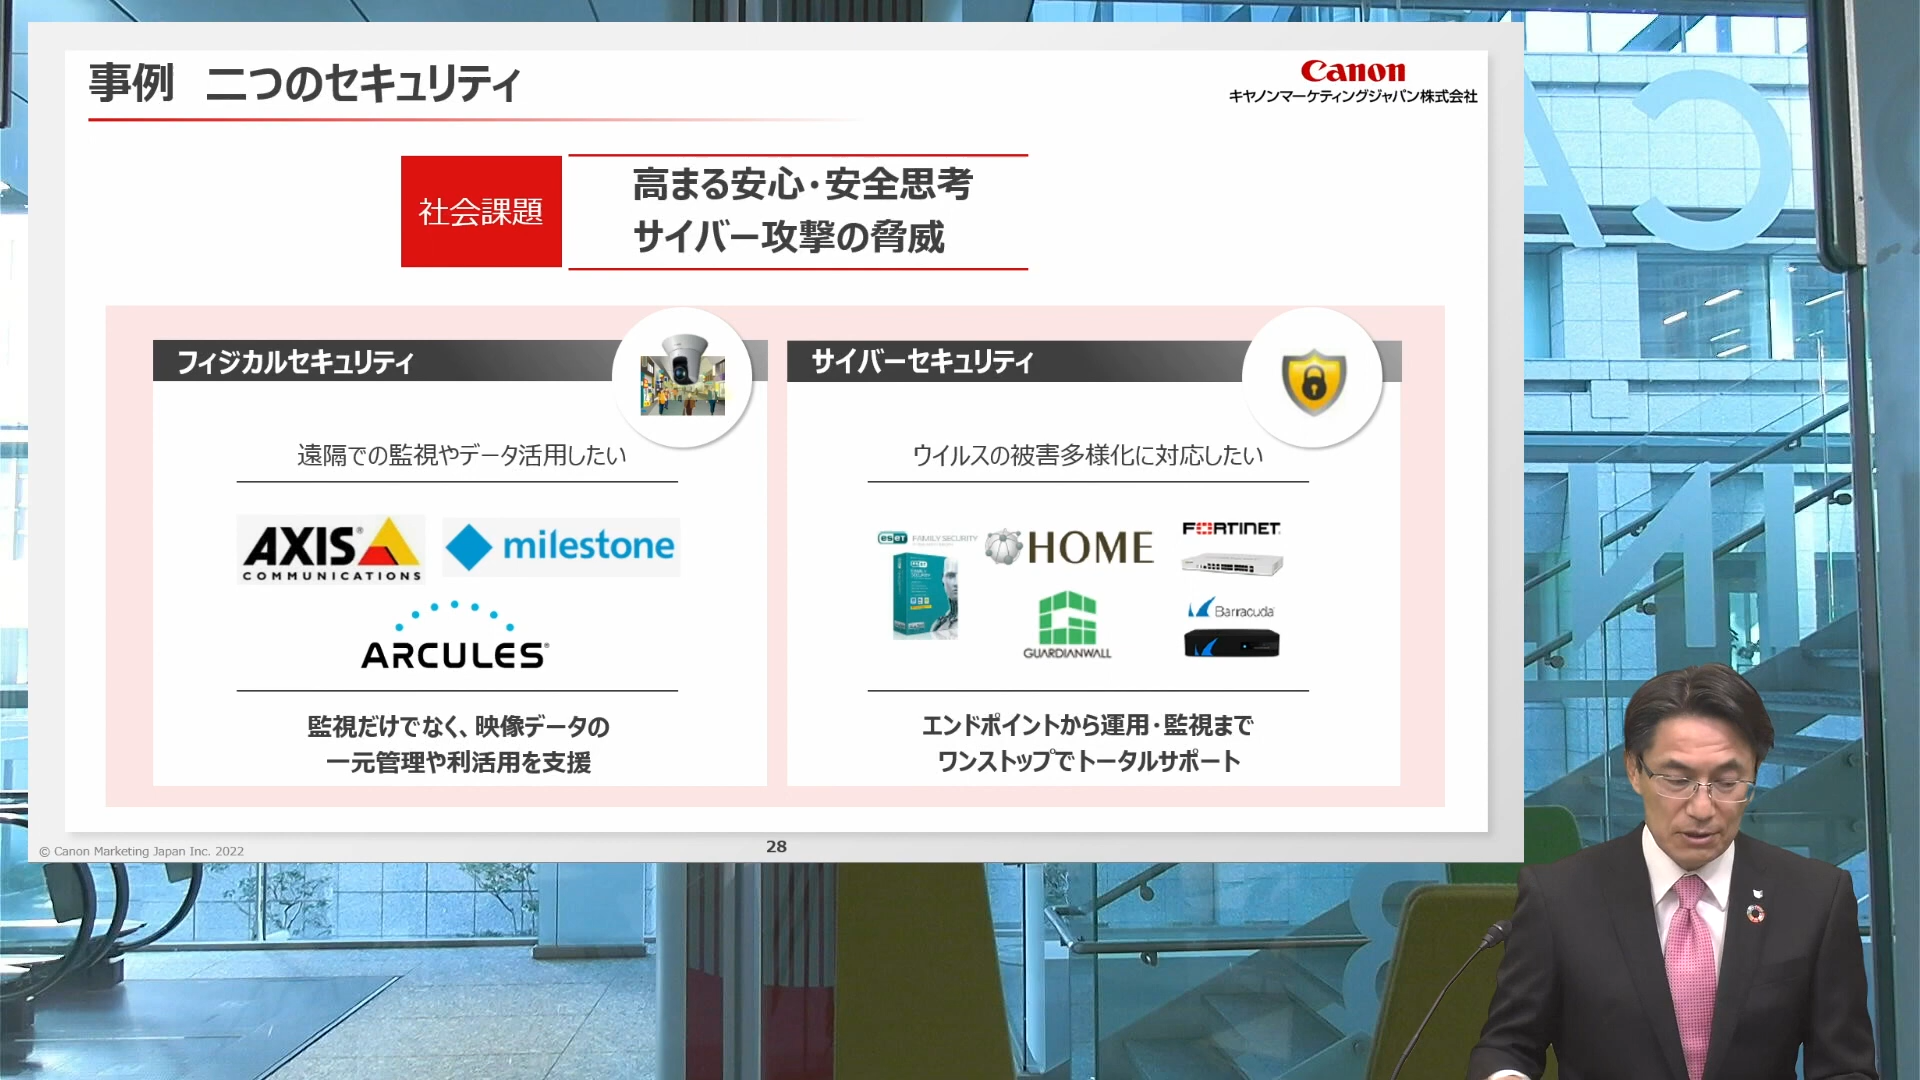 事例 二つのセキュリティ
Canon
キヤノンマーケティングジャパン株式会社
社会課題
高まる安心・安全思考
サイバー攻撃の脅威
フィジカルセキュリティ
遠隔での監視やデータ活用したい
AXIS
COMMUNICATIONS
milestone
ARCULES
監視だけでなく、映像データの
一元管理や利活用を支援
サイバーセキュリティ
ウイルスの被害多様化に対応したい
eset FAMILY SECURITY
HOME
FORTINET
GUARDIANWALL
Barracuda
エンドポイントから運用・監視まで
ワンストップでトータルサポート
© Canon Marketing Japan Inc. 2022
28